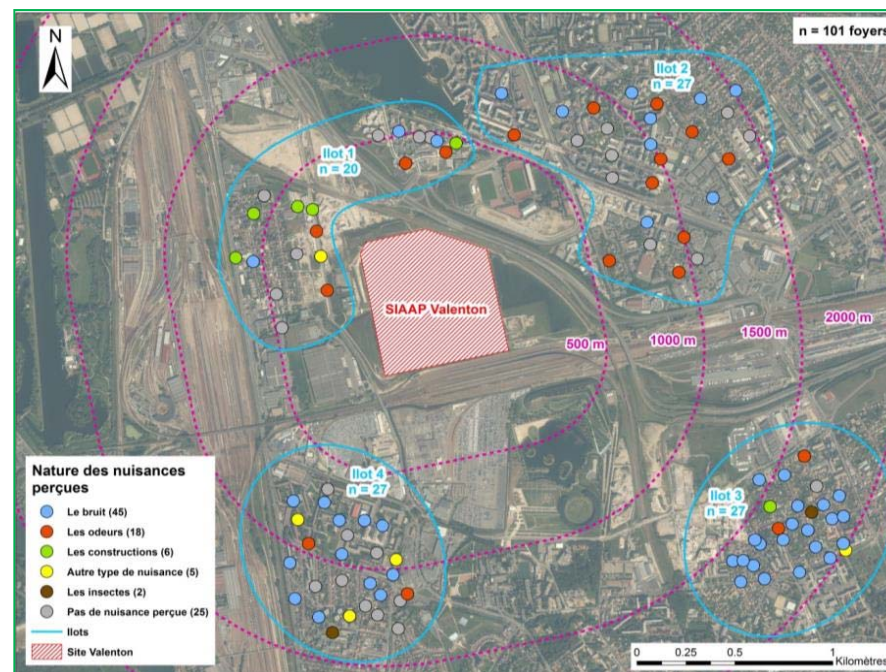 N
n = 101 foyers
Ilot 2
n = 27
Ilot 1
n = 20
SIAAP Valenton
500 m
1000 m
1500 m
2000 m
Ilot 4
n = 27
Ilot 3
n = 27
Nature des nuisances
perçues
Le bruit (45)
Les odeurs (18)
Les constructions (6)
Autre type de nuisance (5)
Les insectes (2)
Pas de nuisance perçue (25)
Ilots
Site Valenton
0 0.25 0.5 1
Kilomètres